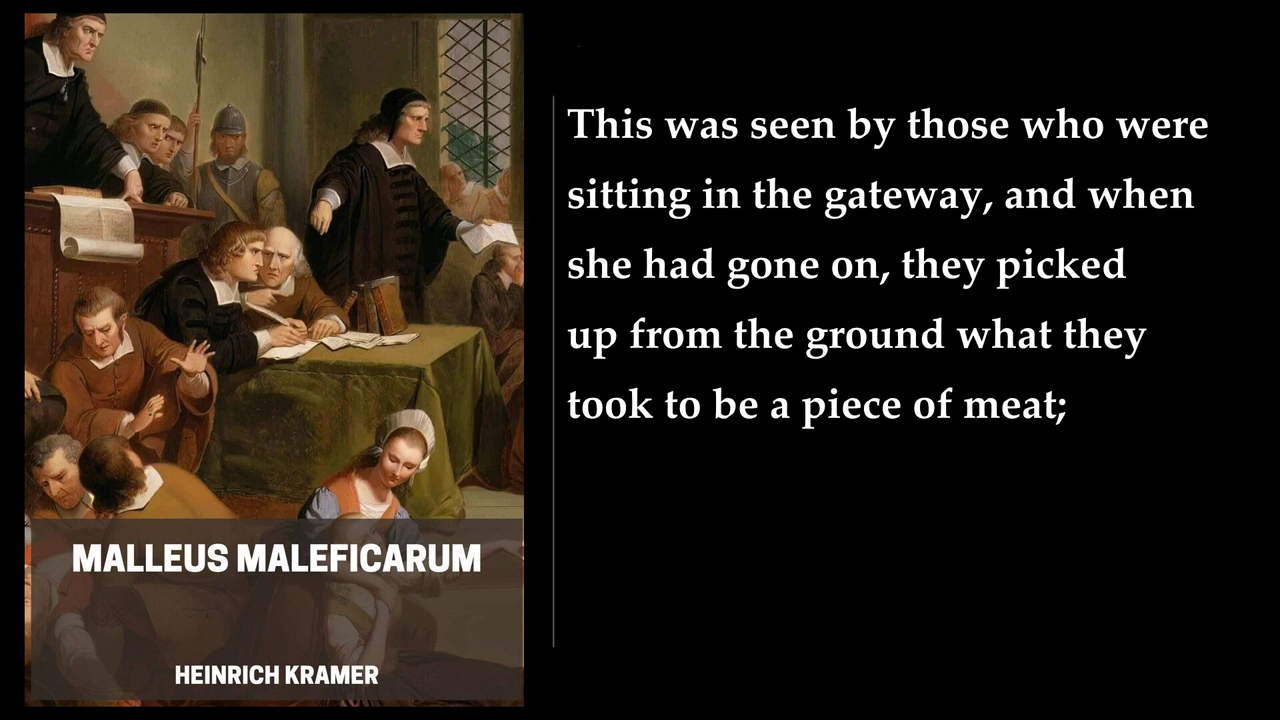 MALLEUS MALEFICARUM
HEINRICH KRAMER
This was seen by those who were
sitting in the gateway, and when
she had gone on, they picked
up from the ground what they
took to be a piece of meat;